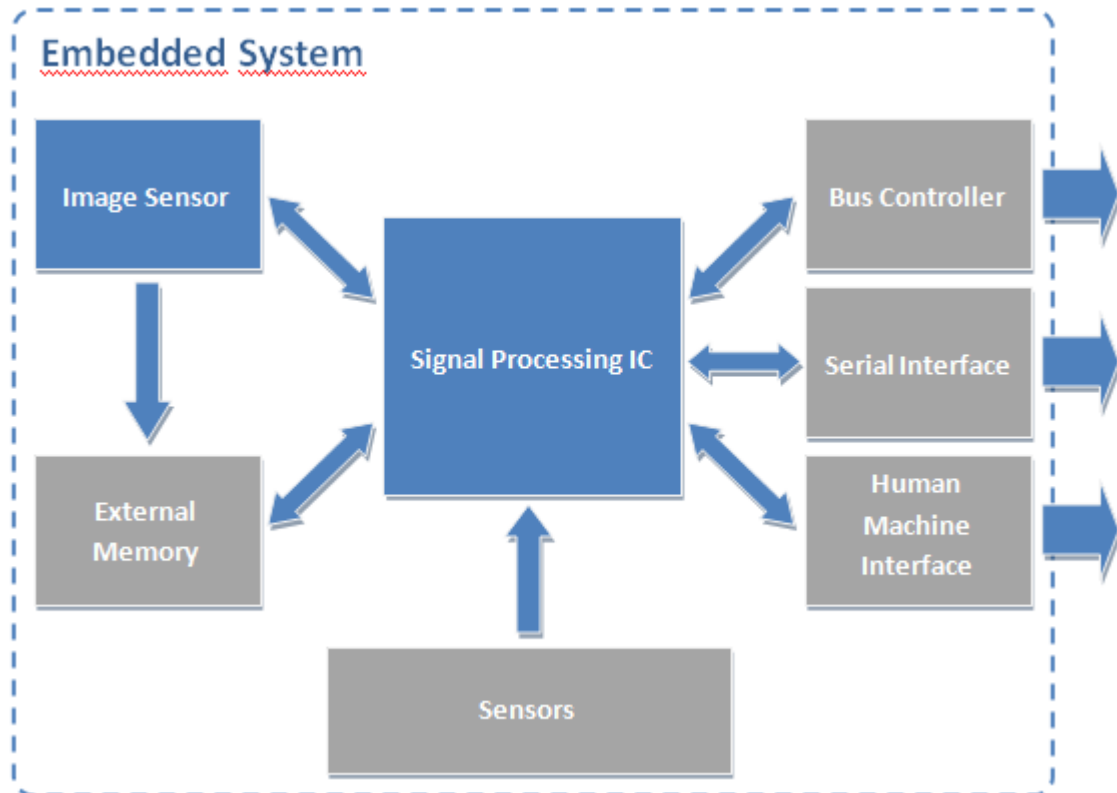 Embedded System
Image Sensor
Bus Controller
Signal Processing IC
Serial Interface
External
Memory
Human
Machine
Interface
Sensors